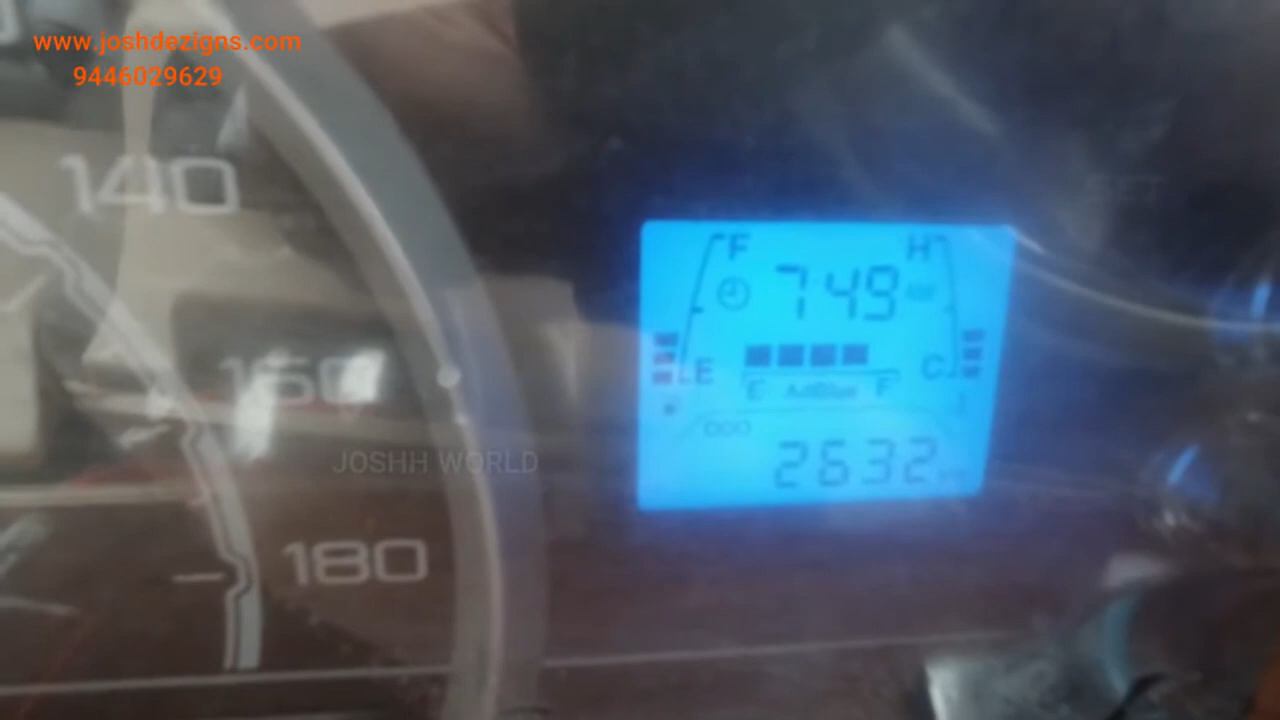 www.joshdezigns.com
9446029629
140
160
180
JOSHH WORLD
F H
7:49
E C
E AdBlue F
ODO
2632